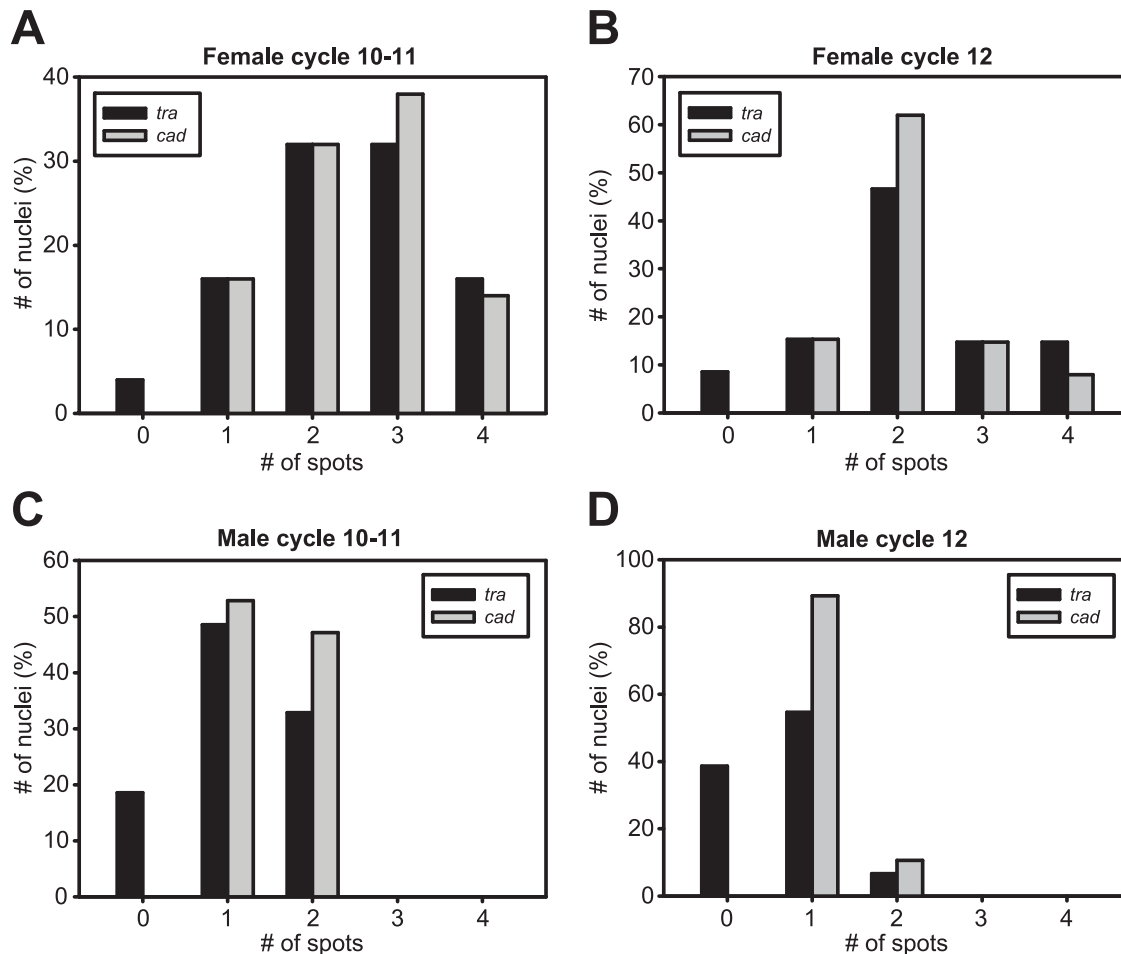 A
Female cycle 10-11
tra
cad
# of nuclei (%)
40
30
20
10
0
0 1 2 3 4
# of spots
B
Female cycle 12
tra
cad
# of nuclei (%)
70
60
50
40
30
20
10
0
0 1 2 3 4
# of spots
C
Male cycle 10-11
tra
cad
# of nuclei (%)
60
50
40
30
20
10
0
0 1 2 3 4
# of spots
D
Male cycle 12
tra
cad
# of nuclei (%)
100
80
60
40
20
0
0 1 2 3 4
# of spots